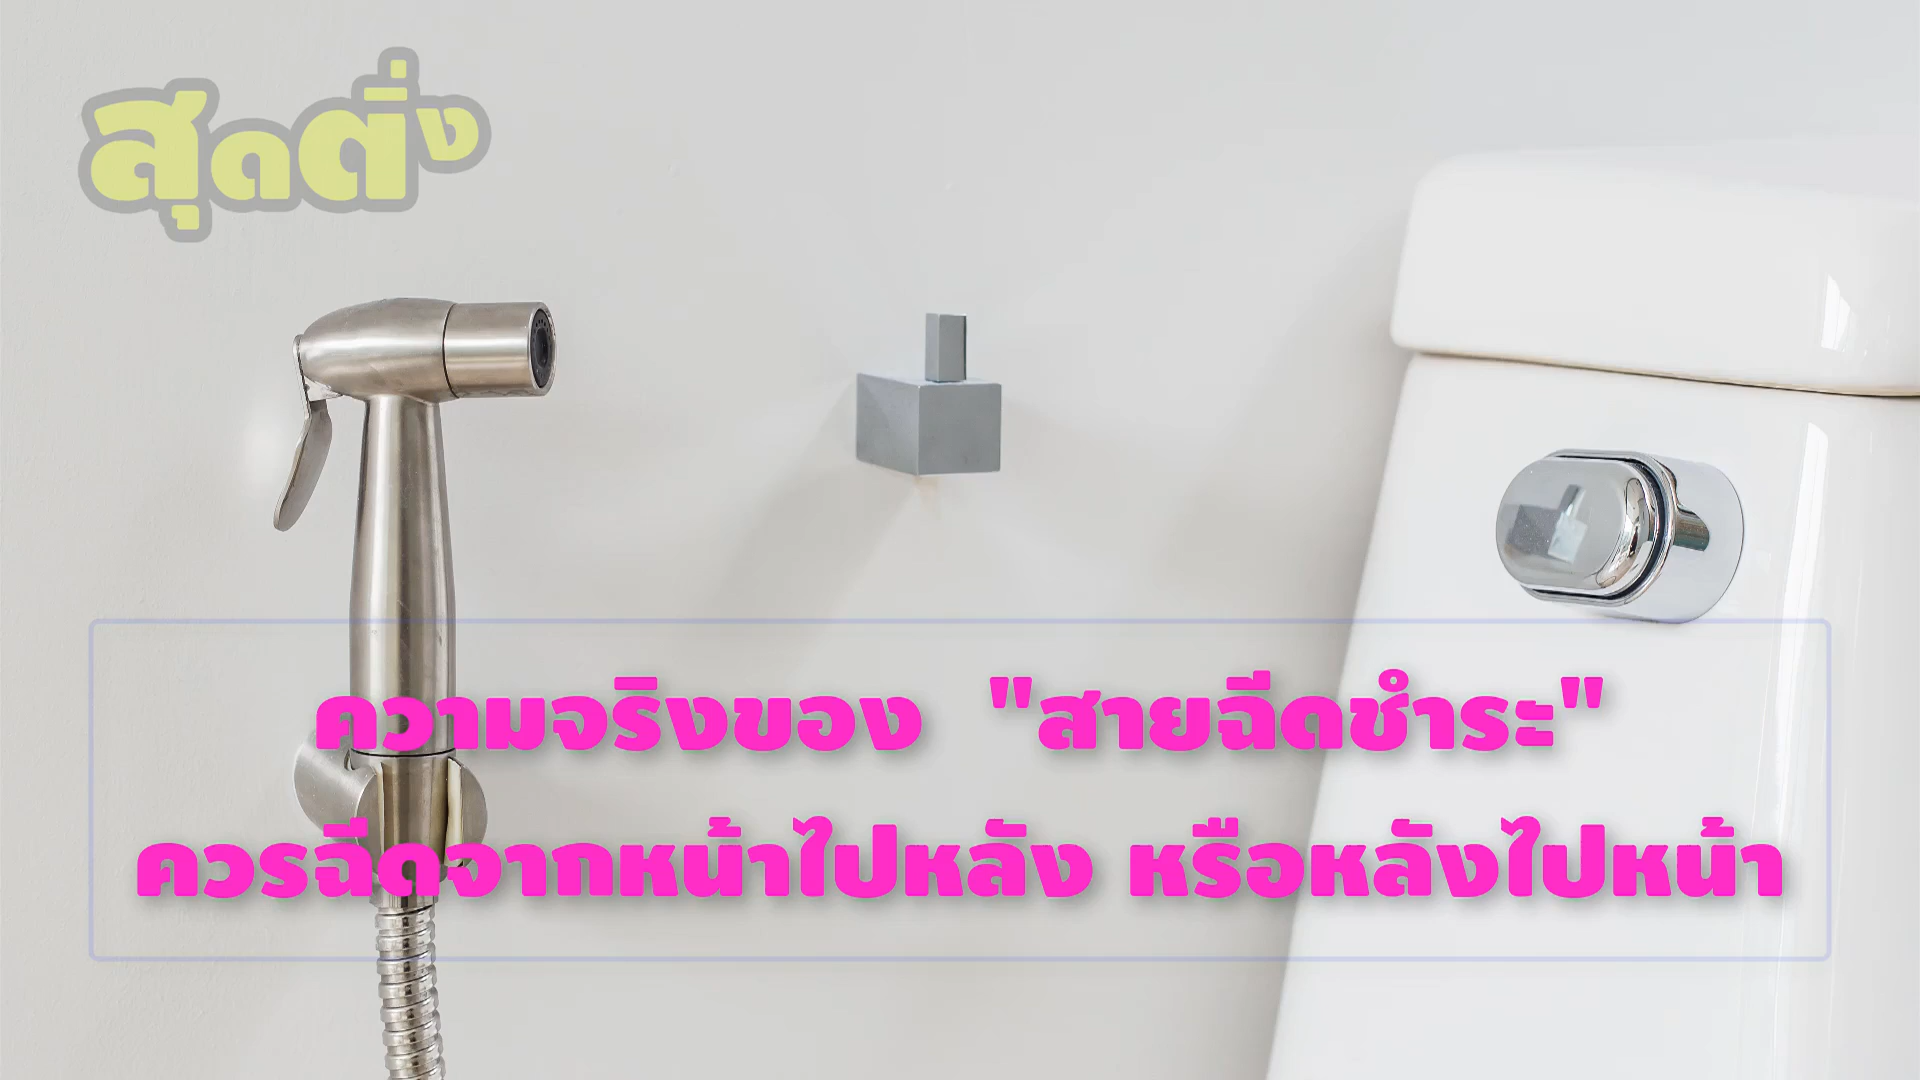 สุดติ่ง
ความจริงของ "สายฉีดชำระ"
ควรฉีดจากหน้าไปหลัง หรือหลังไปหน้า